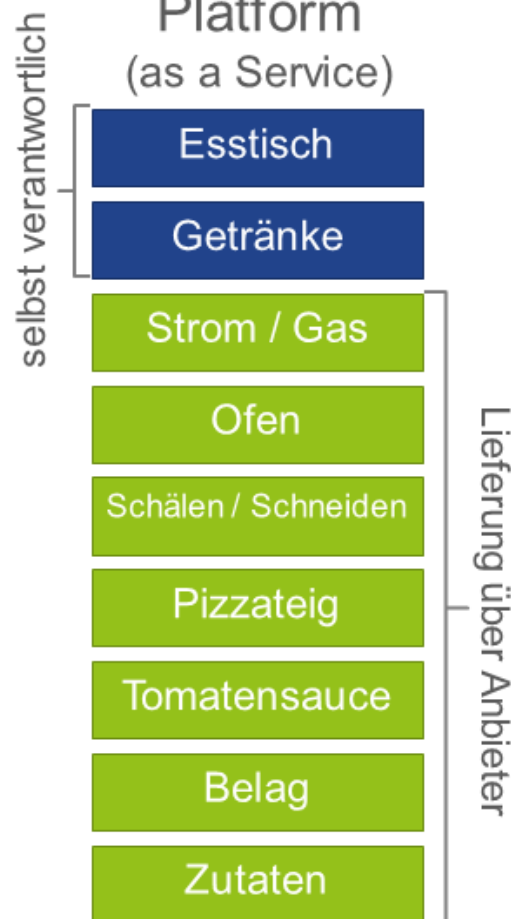 Platform
(as a Service)
selbst verantwortlich
Esstisch
Getränke
Strom / Gas
Ofen
Schälen / Schneiden
Pizzateig
Tomatensauce
Belag
Zutaten
Lieferung über Anbieter